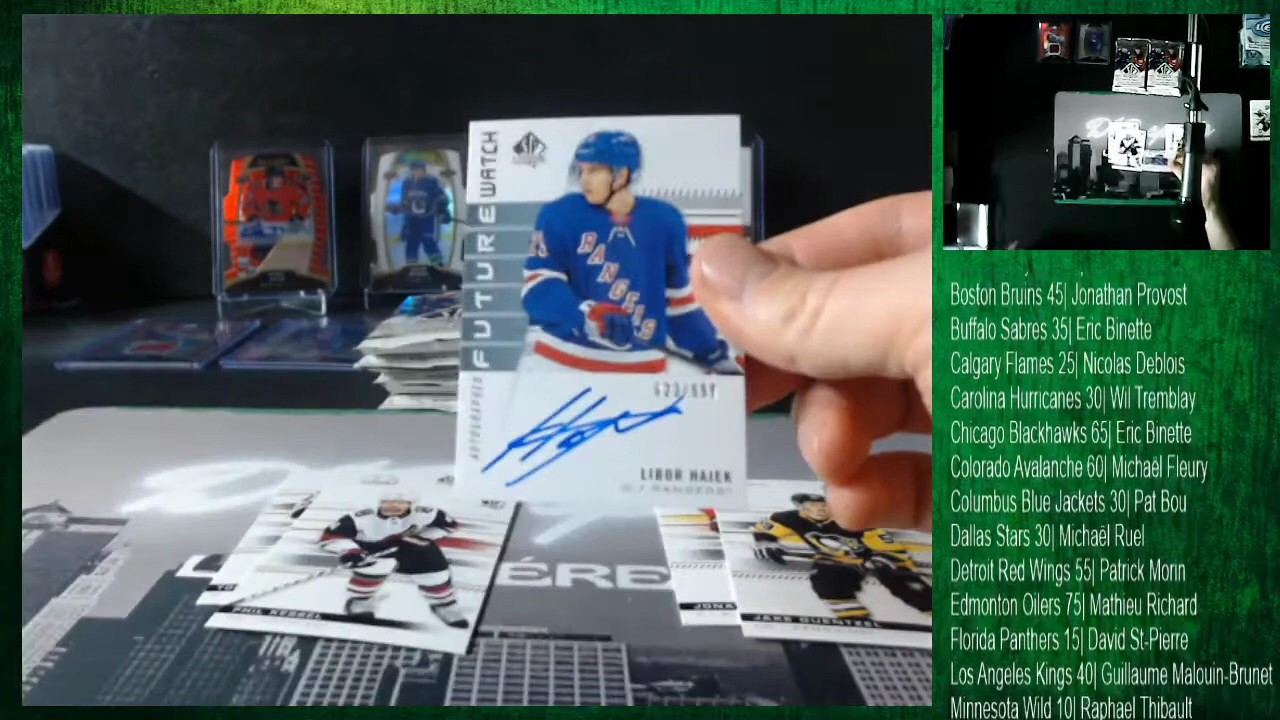 FUTURE WATCH
AUTOGRAPHED
RANGERS
LIBOR HAJEK
PHIL KESSEL
JONA
JAKE GUENTZEL
ÉRE
Boston Bruins 45| Jonathan Provost
Buffalo Sabres 35| Eric Binette
Calgary Flames 25| Nicolas Deblois
Carolina Hurricanes 30| Wil Tremblay
Chicago Blackhawks 65| Eric Binette
Colorado Avalanche 60| Michaël Fleury
Columbus Blue Jackets 30| Pat Bou
Dallas Stars 30| Michaël Ruel
Detroit Red Wings 55| Patrick Morin
Edmonton Oilers 75| Mathieu Richard
Florida Panthers 15| David St-Pierre
Los Angeles Kings 40| Guillaume Malouin-Brunet
Minnesota Wild 10| Raphael Thibault